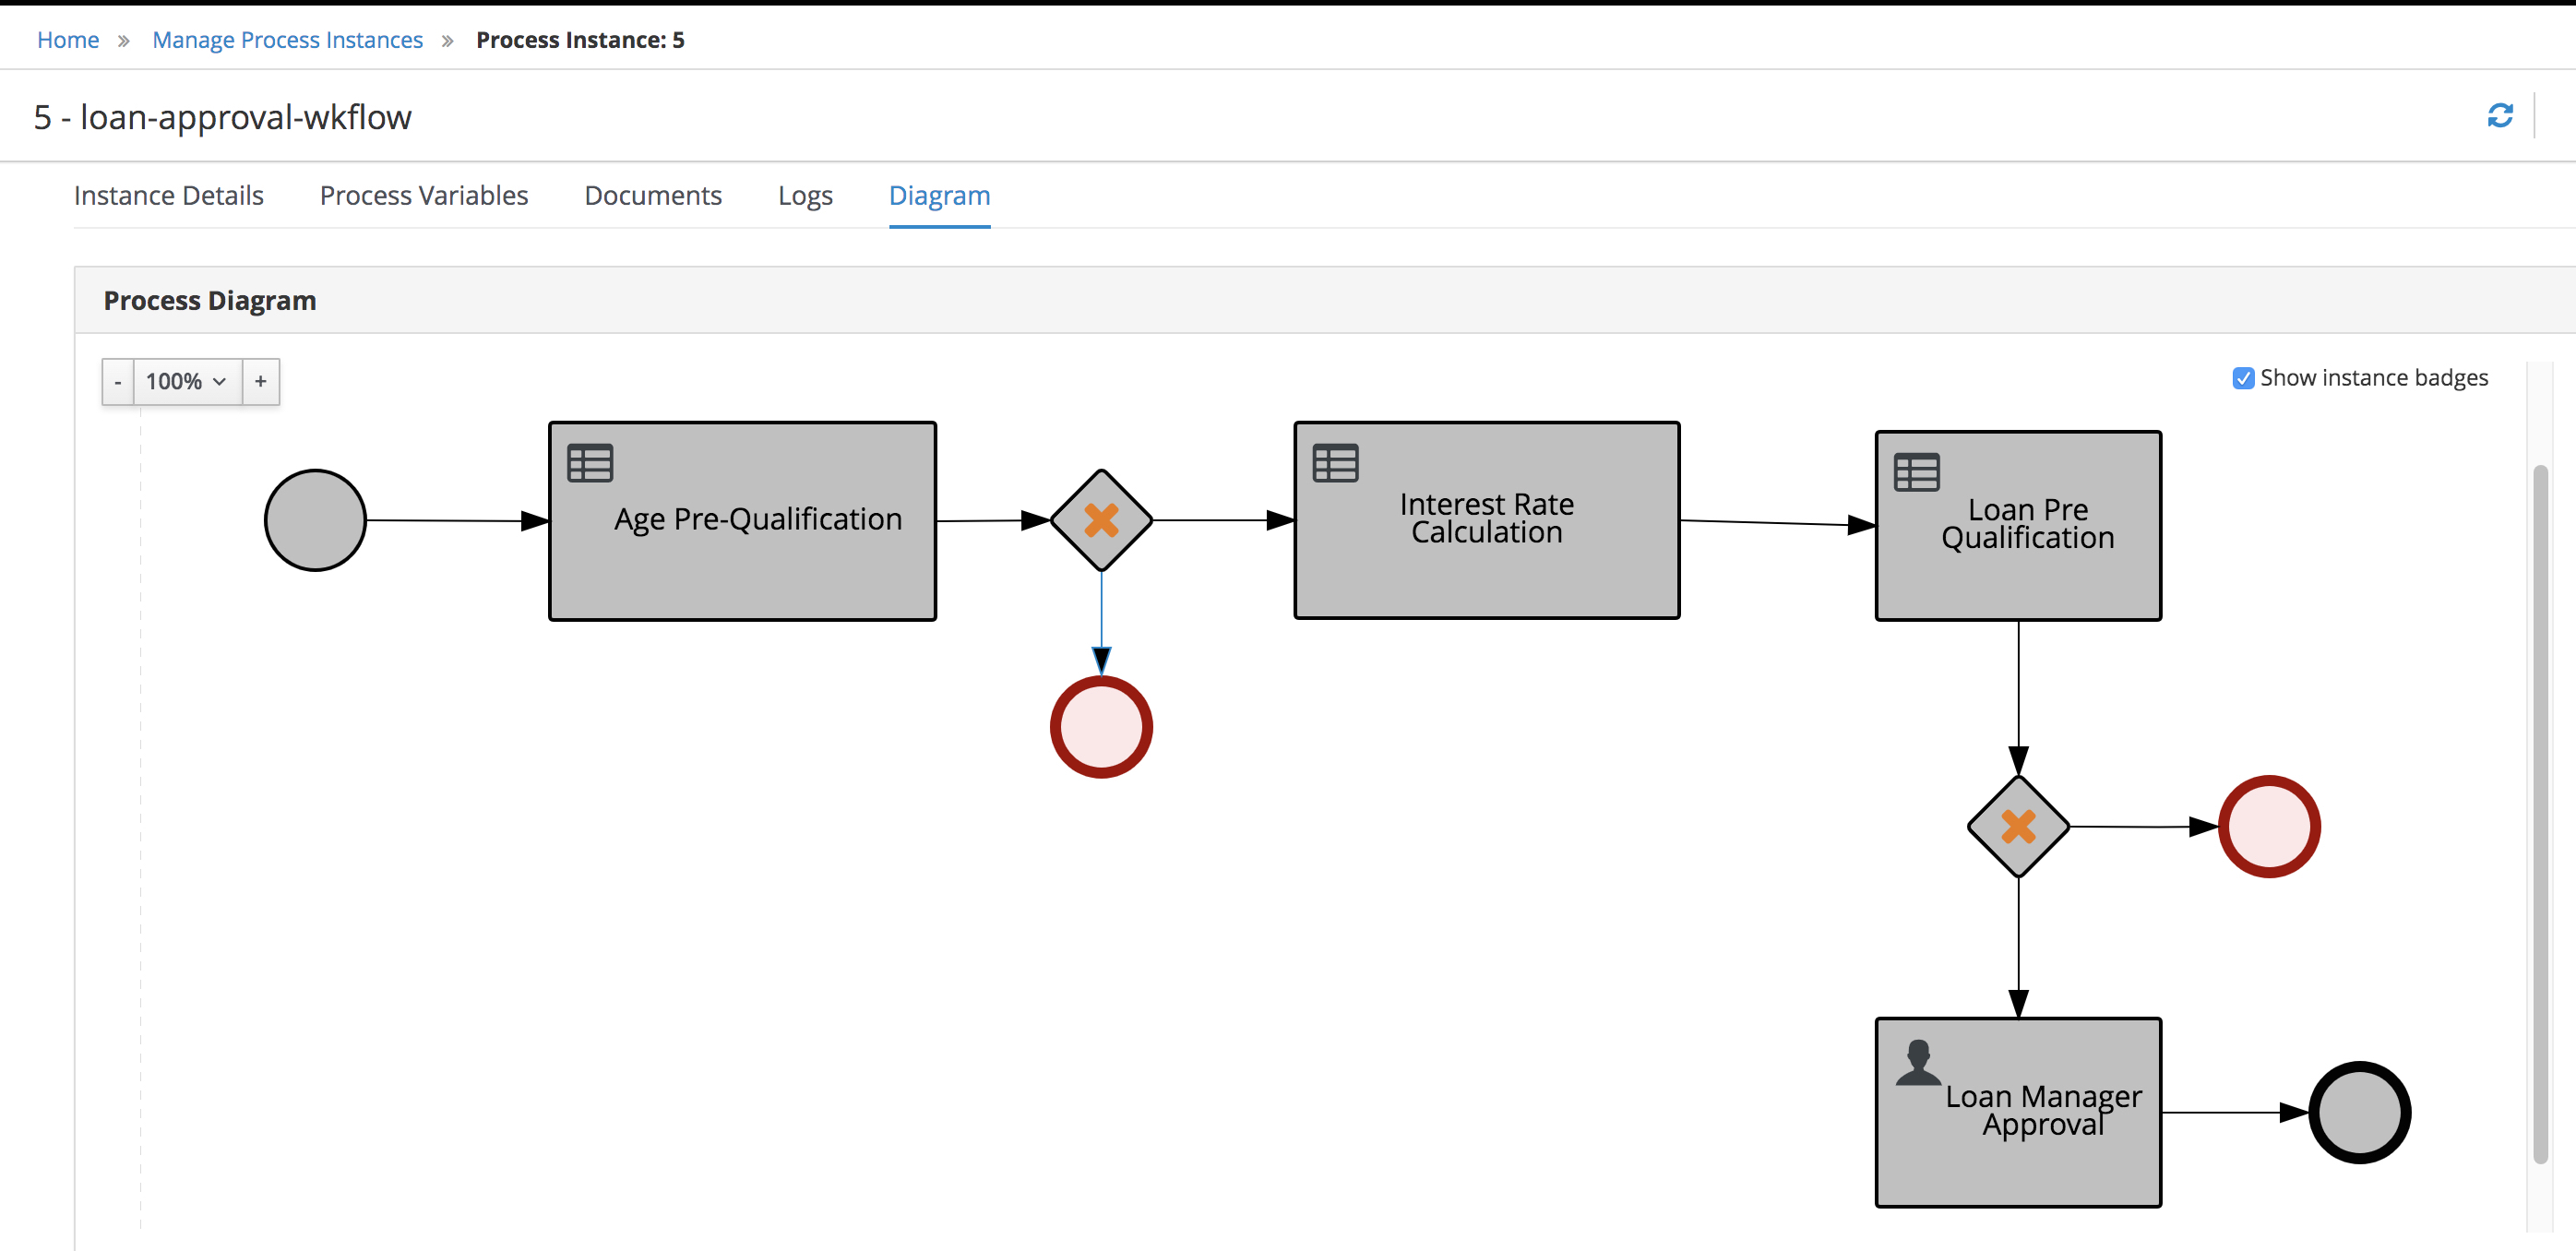 Home » Manage Process Instances » Process Instance: 5
5 - loan-approval-wkflow
Instance Details Process Variables Documents Logs Diagram
Process Diagram
- 100% +
Show instance badges
Age Pre-Qualification
Interest Rate
Calculation
Loan Pre
Qualification
Loan Manager
Approval